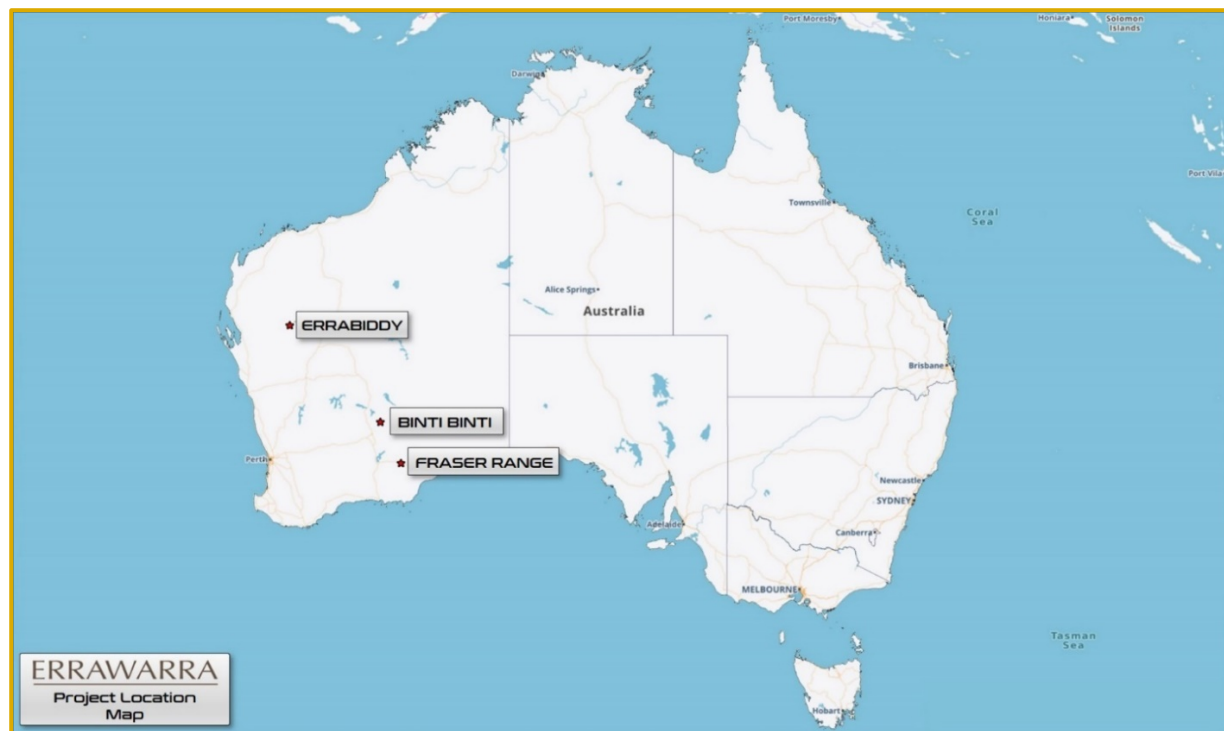 Port Moresby
Honiara
Solomon
Islands
Darwin
Port Vila
Townsville
Coral
Sea
Alice Springs
Australia
ERRABIDDY
Brisbane
BINTI BINTI
Perth
FRASER RANGE
Newcastle
SYDNEY
Adelaide
Canberra
MELBOURNE
Tasman
Sea
ERRAWARRA
Project Location
Map
Hobart